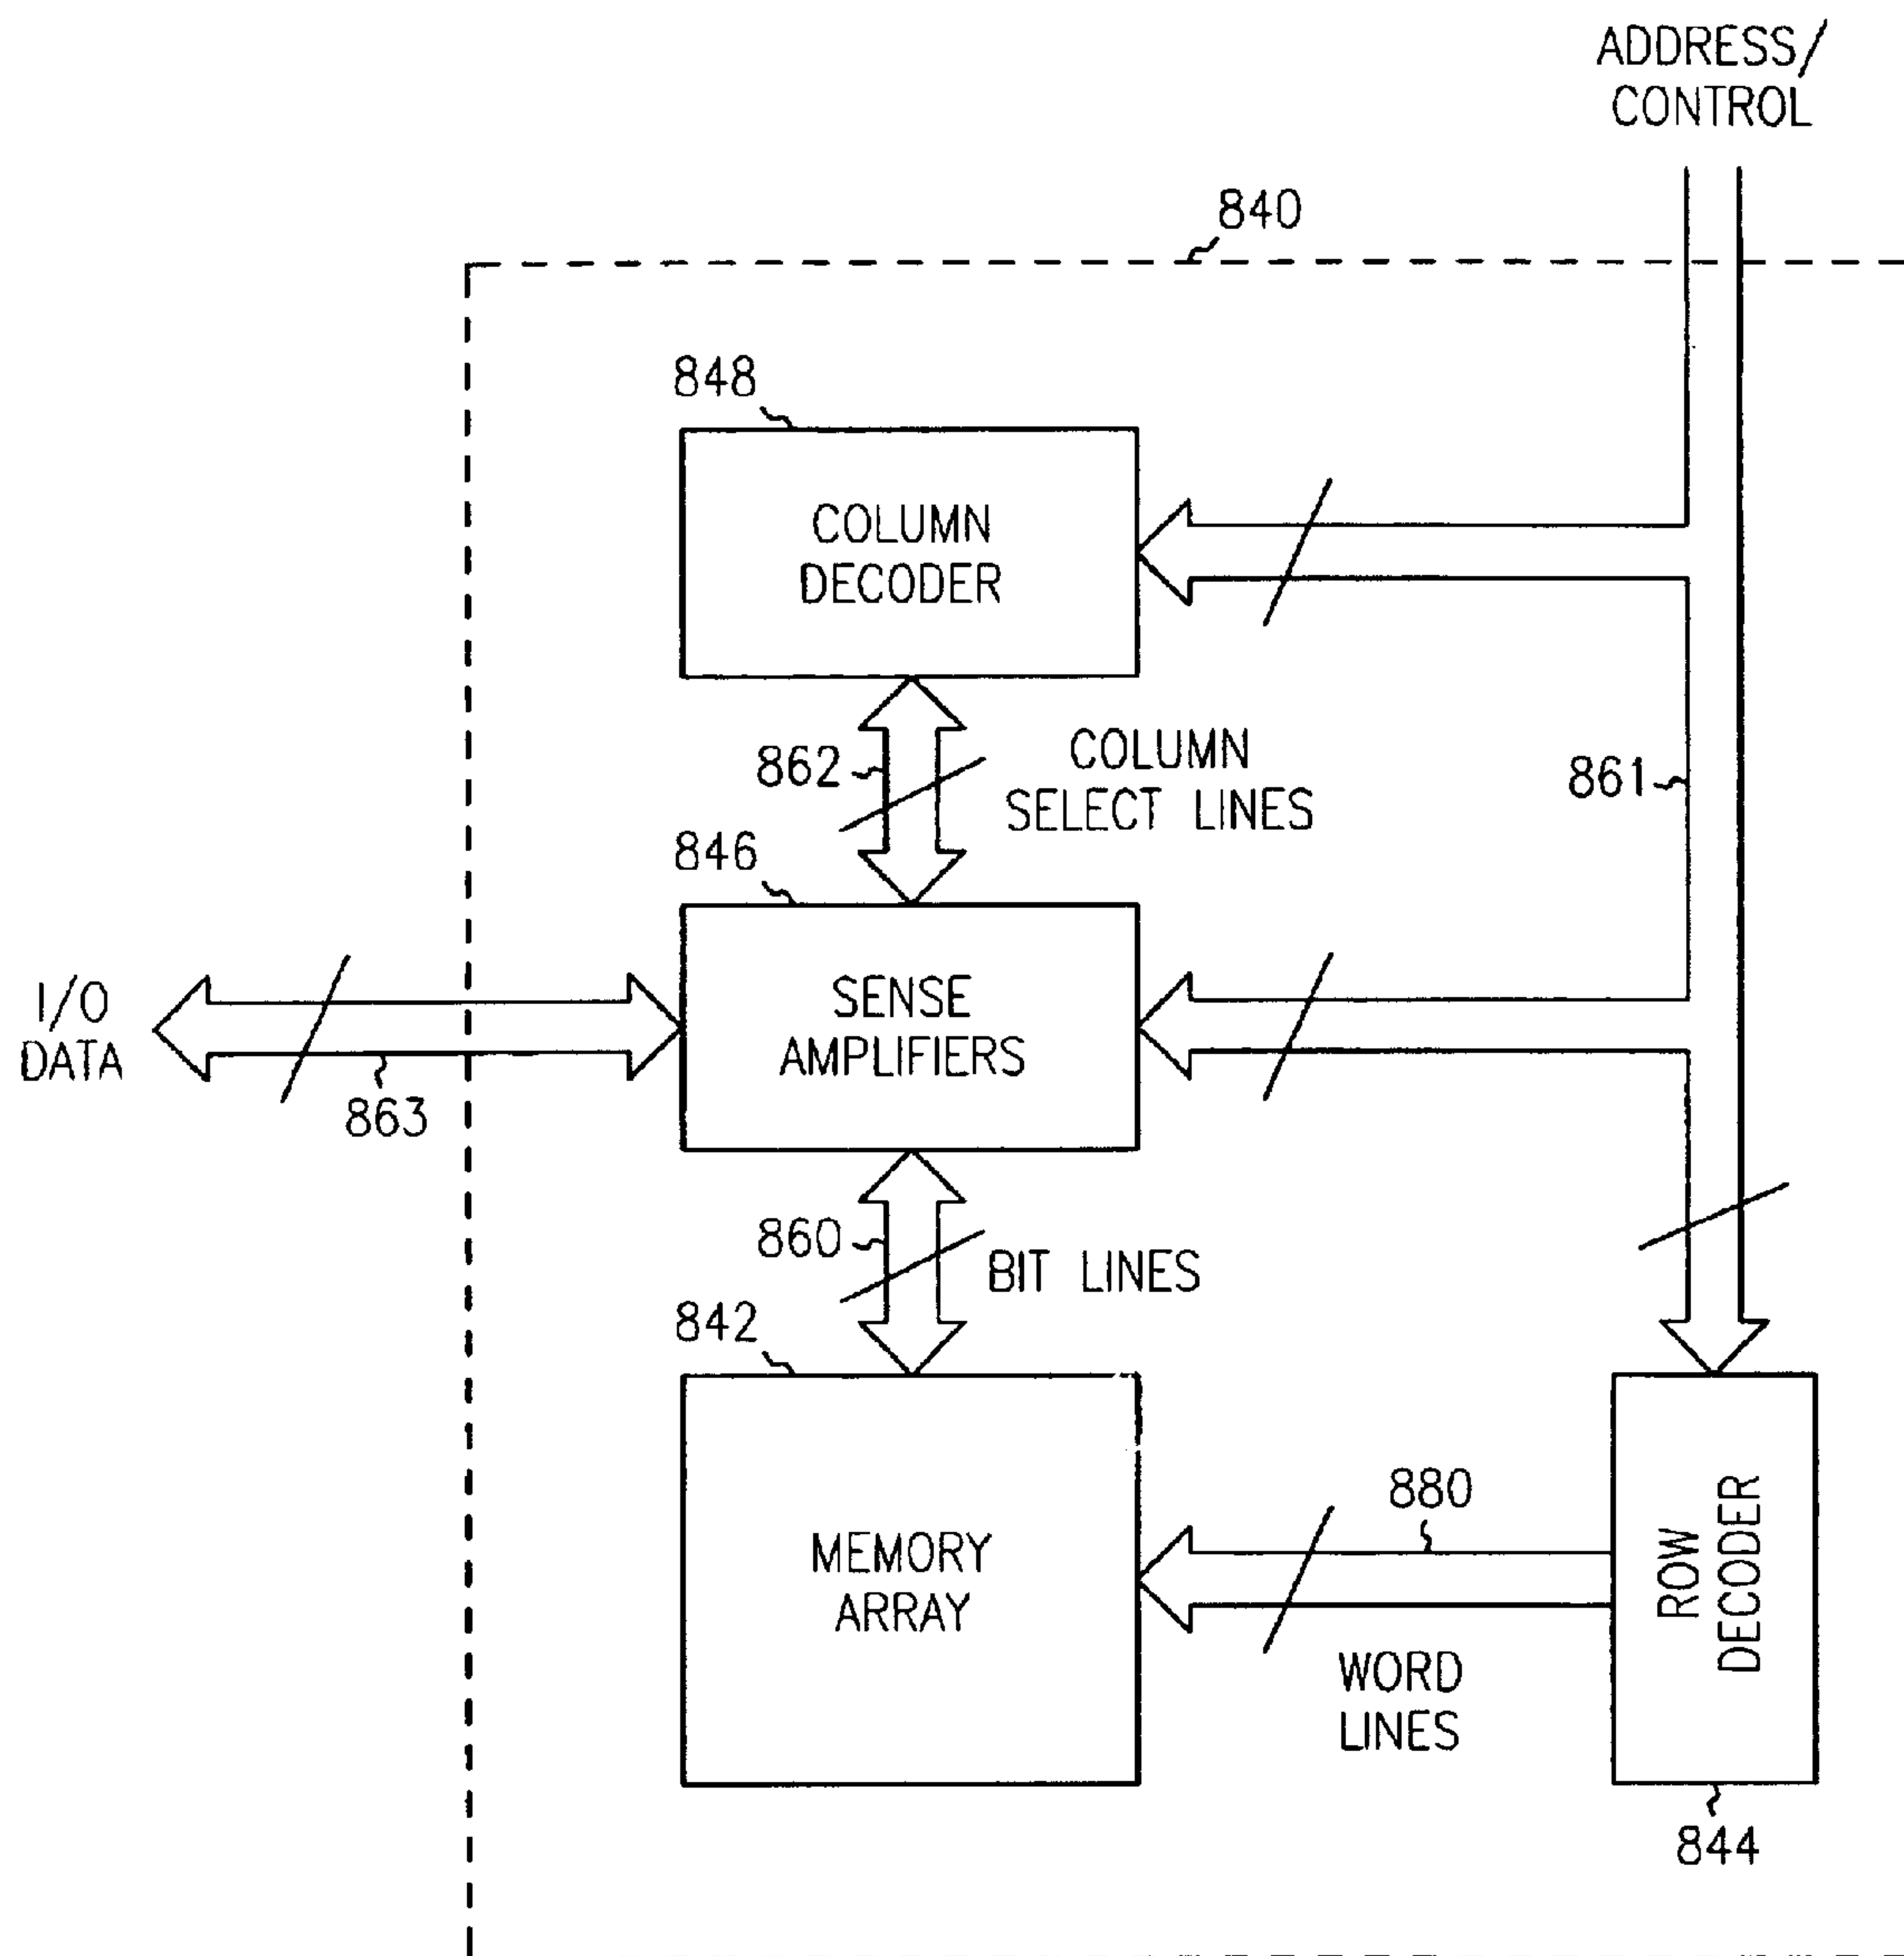 ADDRESS/
CONTROL
840
848
COLUMN
DECODER
862
COLUMN
SELECT LINES
861
846
SENSE
AMPLIFIERS
I/O
DATA
863
860
BIT LINES
842
MEMORY
ARRAY
880
WORD
LINES
ROW
DECODER
844